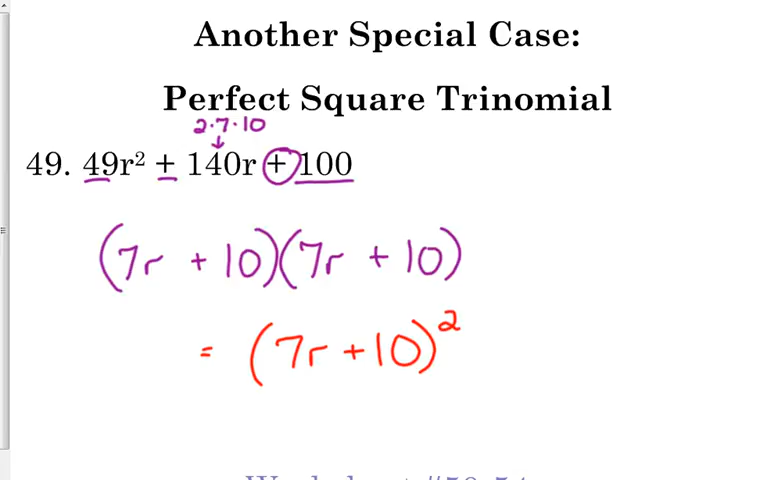 Another Special Case:
Perfect Square Trinomial
2·7·10
49. 49r² + 140r + 100
(7r + 10)(7r + 10)
= (7r + 10)²